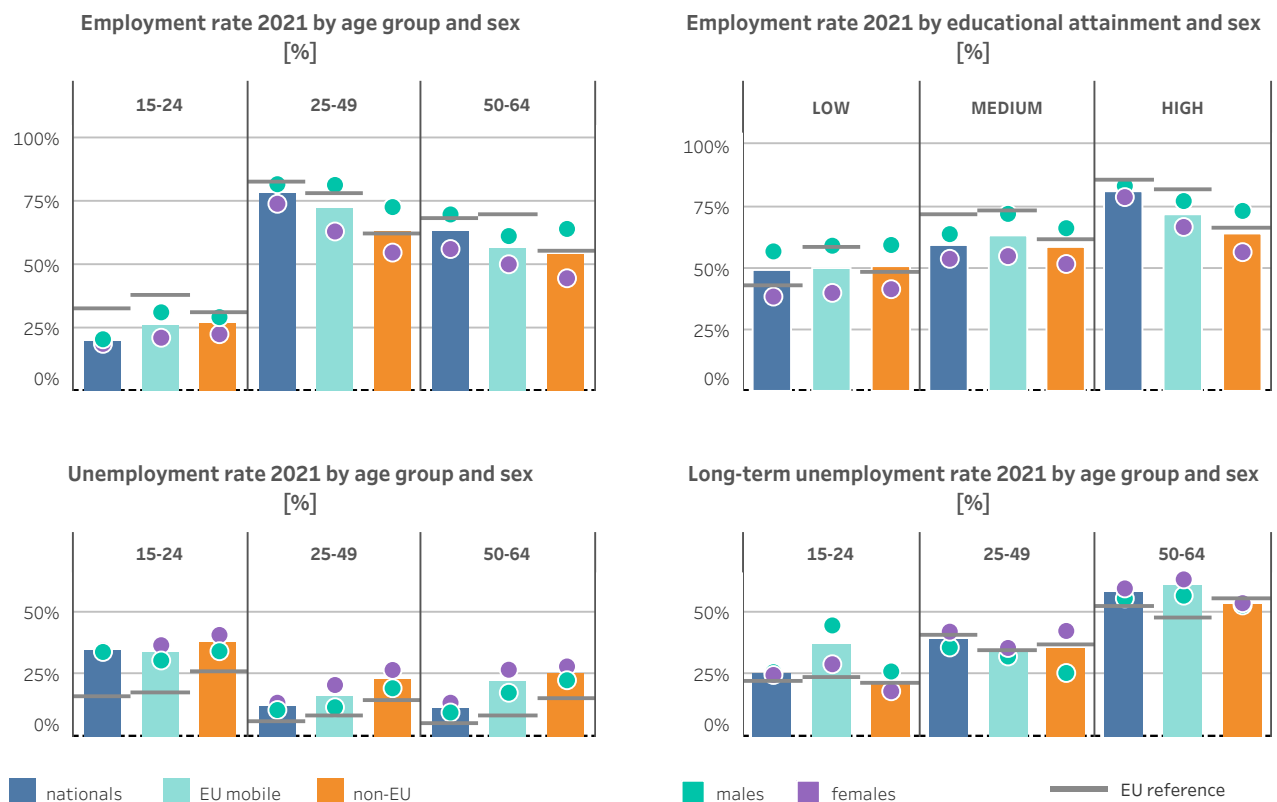 Employment rate 2021 by age group and sex
[%]
15-24
25-49
50-64
100%
75%
50%
25%
0%
Employment rate 2021 by educational attainment and sex
[%]
LOW
MEDIUM
HIGH
100%
75%
50%
25%
0%
Unemployment rate 2021 by age group and sex
[%]
15-24
25-49
50-64
50%
25%
0%
Long-term unemployment rate 2021 by age group and sex
[%]
15-24
25-49
50-64
50%
25%
0%
nationals
EU mobile
non-EU
males
females
EU reference